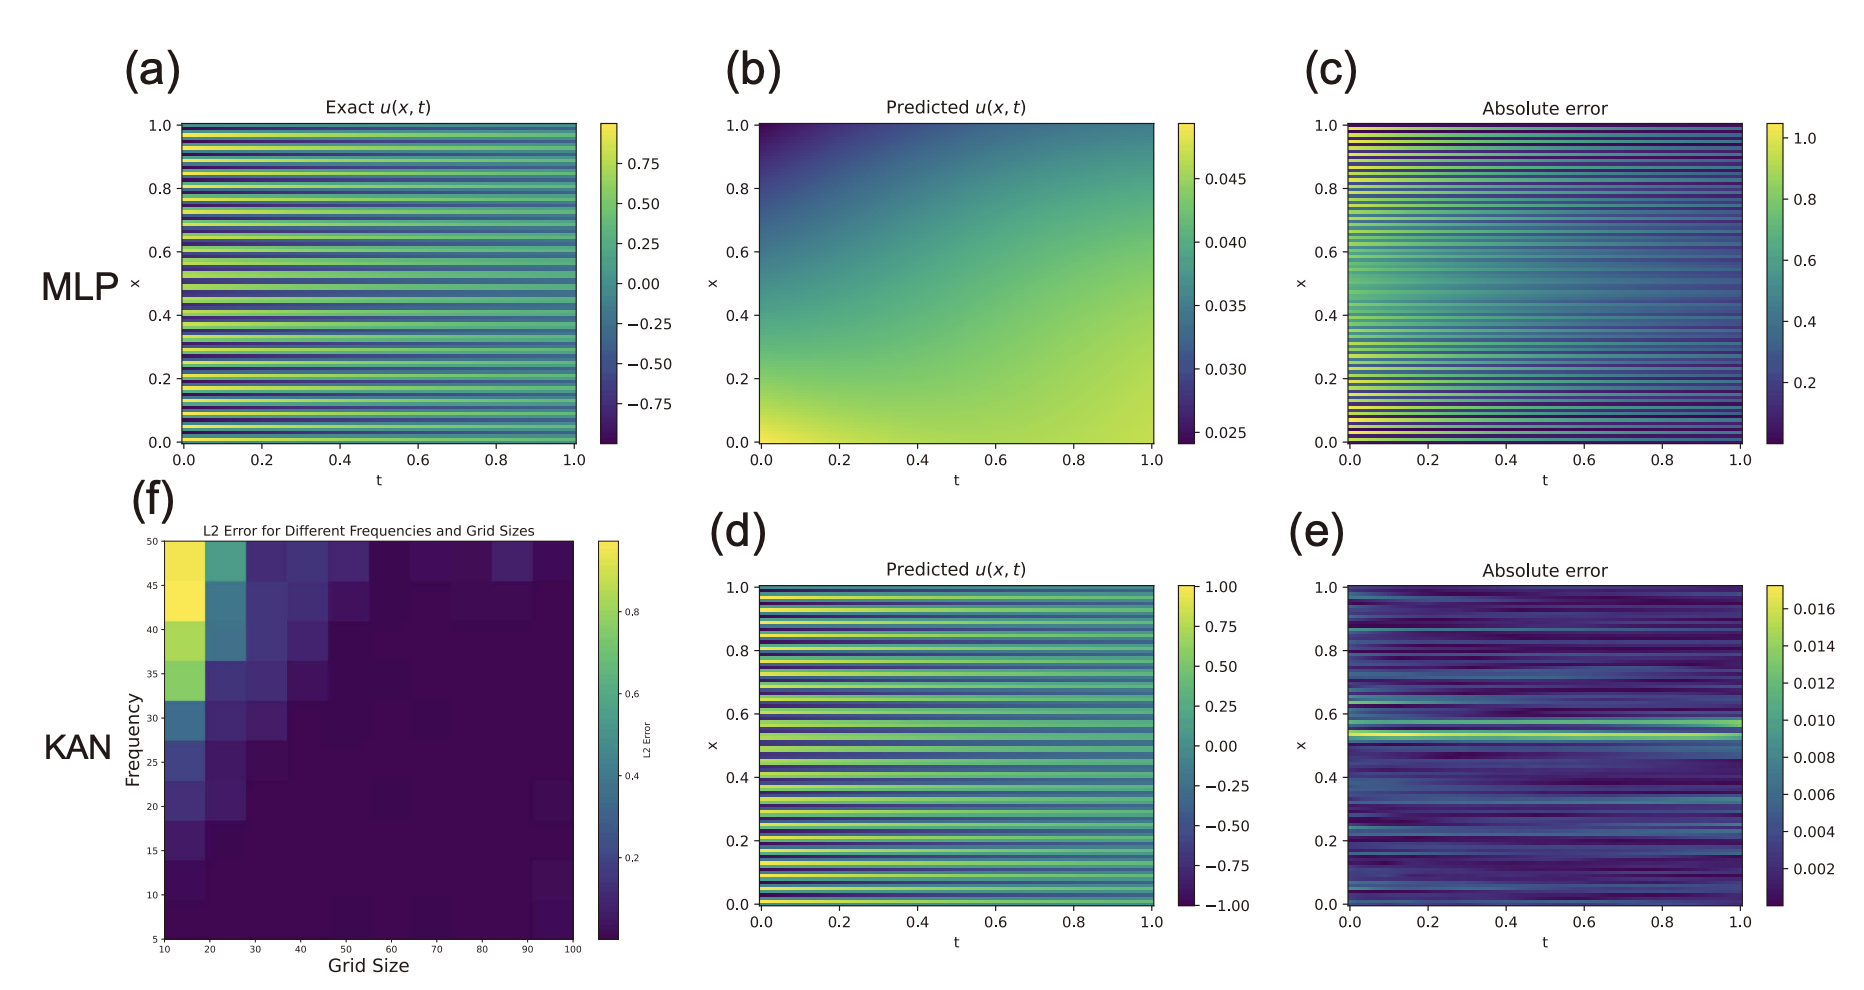 (a)
(b)
(c)
Exact u(x, t)
Predicted u(x, t)
Absolute error
MLP
x
1.0
0.8
0.6
0.4
0.2
0.0
0.0 0.2 0.4 0.6 0.8 1.0
t
0.75
0.50
0.25
0.00
−0.25
−0.50
−0.75
x
1.0
0.8
0.6
0.4
0.2
0.0
0.0 0.2 0.4 0.6 0.8 1.0
t
0.045
0.040
0.035
0.030
0.025
x
1.0
0.8
0.6
0.4
0.2
0.0
0.0 0.2 0.4 0.6 0.8 1.0
t
1.0
0.8
0.6
0.4
0.2
(f)
(d)
(e)
L2 Error for Different Frequencies and Grid Sizes
Predicted u(x, t)
Absolute error
KAN
Frequency
50
45
40
35
30
25
20
15
10
5
10 20 30 40 50 60 70 80 90 100
Grid Size
0.8
0.6
0.4
0.2
L2 Error
x
1.0
0.8
0.6
0.4
0.2
0.0
0.0 0.2 0.4 0.6 0.8 1.0
t
1.00
0.75
0.50
0.25
0.00
−0.25
−0.50
−0.75
−1.00
x
1.0
0.8
0.6
0.4
0.2
0.0
0.0 0.2 0.4 0.6 0.8 1.0
t
0.016
0.014
0.012
0.010
0.008
0.006
0.004
0.002